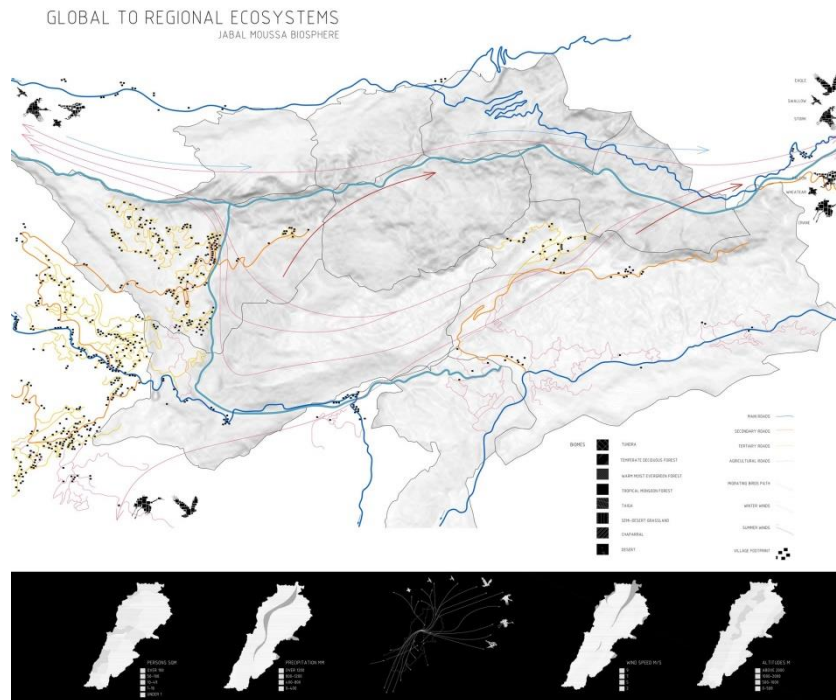 GLOBAL TO REGIONAL ECOSYSTEMS
JABAL MOUSSA BIOSPHERE
EAGLE
SWALLOW
STORK
WHEATEAR
CRANE
BIOMES
TUNDRA
TEMPERATE DECIDUOUS FOREST
WARM MOIST EVERGREEN FOREST
TROPICAL MONSOON FOREST
TAIGA
SEMI-DESERT GRASSLAND
CHAPARRAL
DESERT
MAIN ROADS
SECONDARY ROADS
TERTIARY ROADS
AGRICULTURAL ROADS
MIGRATING BIRDS PATH
WINTER WINDS
SUMMER WINDS
VILLAGE FOOTPRINT
PERSONS SQM
PRECIPITATION MM
WIND SPEED M/S
ALTITUDES M